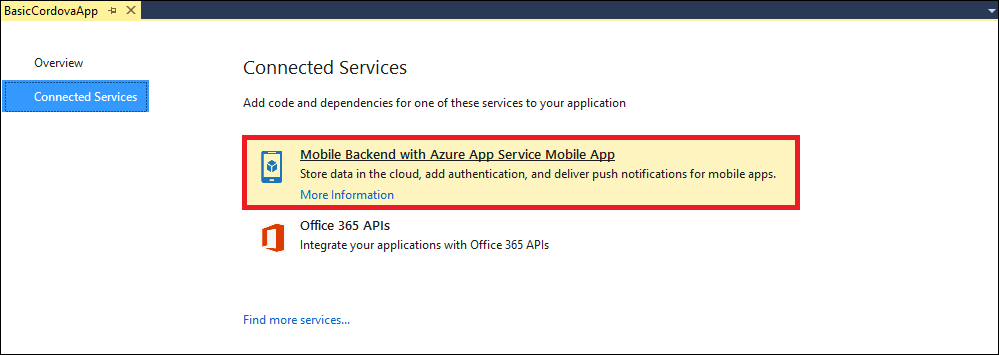 BasicCordovaApp
Overview
Connected Services
Connected Services
Add code and dependencies for one of these services to your application
Mobile Backend with Azure App Service Mobile App
Store data in the cloud, add authentication, and deliver push notifications for mobile apps.
More Information
Office 365 APIs
Integrate your applications with Office 365 APIs
Find more services...